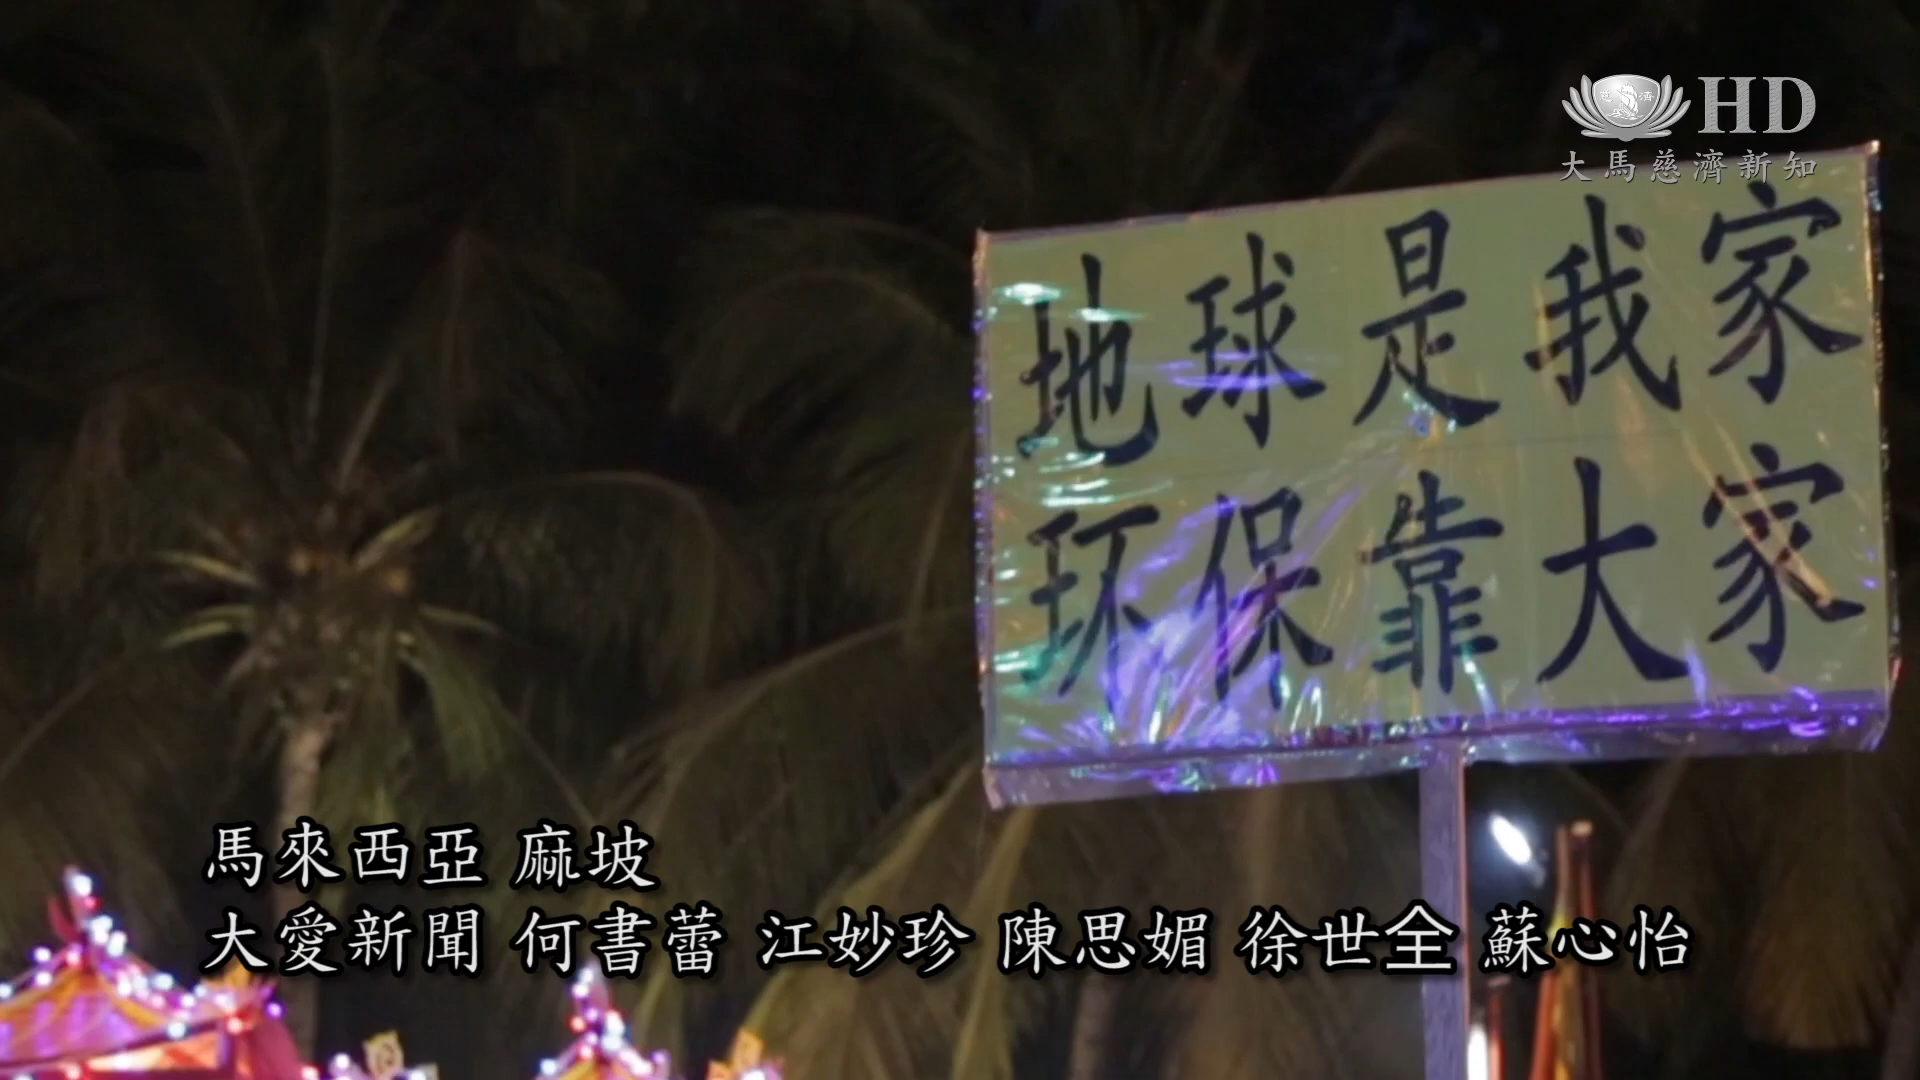 慈濟
HD
大馬慈濟新知
地球是我家
环保靠大家
馬來西亞 麻坡
大愛新聞 何書蕾 江妙珍 陳思媚 徐世全 蘇心怡